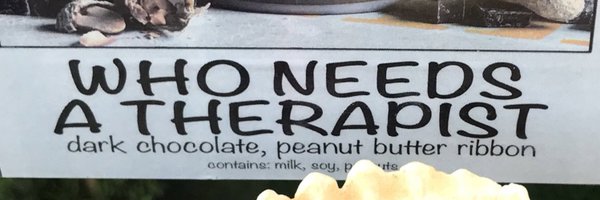 WHO NEEDS
A THERAPIST
dark chocolate, peanut butter ribbon
contains: milk, soy,